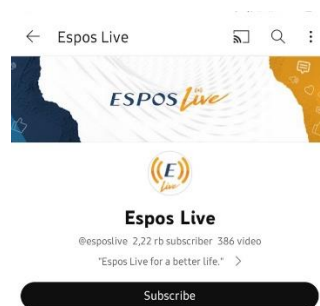 Espos Live
ESPOS Live
(E)
Live
Espos Live
@esposlive 2,22 rb subscriber 386 video
"Espos Live for a better life."
Subscribe